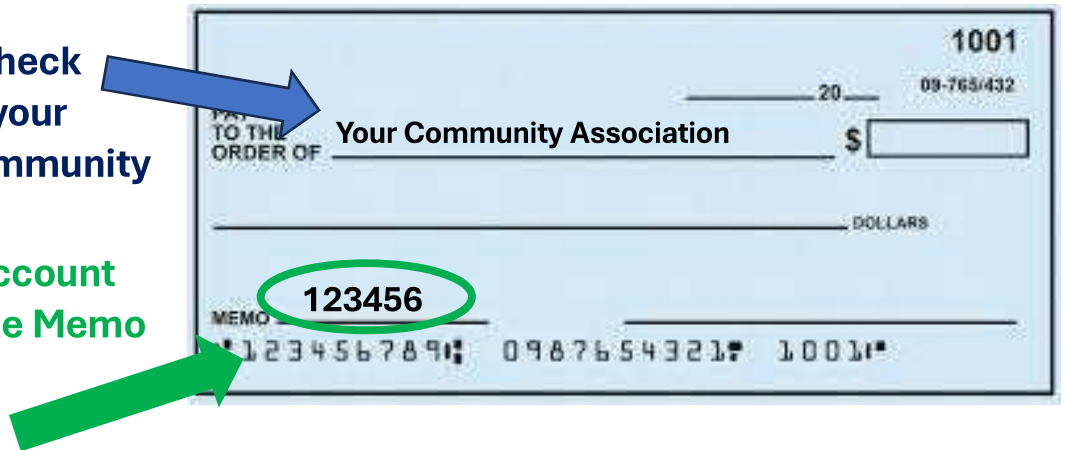 heck
your
mmunity
ccount
e Memo
1001
09-765/432
20
TO THE
ORDER OF
Your Community Association
$
DOLLARS
123456
MEMO
⑆123456789⑆ 0987654321⑈ 1001⑈